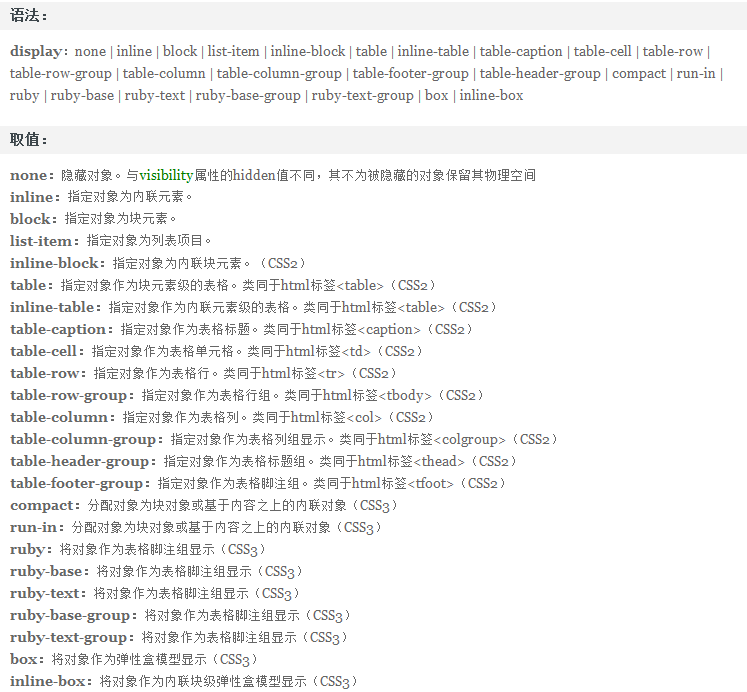 语法：
display：none | inline | block | list-item | inline-block | table | inline-table | table-caption | table-cell | table-row |
table-row-group | table-column | table-column-group | table-footer-group | table-header-group | compact | run-in |
ruby | ruby-base | ruby-text | ruby-base-group | ruby-text-group | box | inline-box
取值：
none：隐藏对象。与visibility属性的hidden值不同，其不为被隐藏的对象保留其物理空间
inline：指定对象为内联元素。
block：指定对象为块元素。
list-item：指定对象为列表项目。
inline-block：指定对象为内联块元素。（CSS2）
table：指定对象作为块元素级的表格。类同于html标签<table>（CSS2）
inline-table：指定对象作为内联元素级的表格。类同于html标签<table>（CSS2）
table-caption：指定对象作为表格标题。类同于html标签<caption>（CSS2）
table-cell：指定对象作为表格单元格。类同于html标签<td>（CSS2）
table-row：指定对象作为表格行。类同于html标签<tr>（CSS2）
table-row-group：指定对象作为表格行组。类同于html标签<tbody>（CSS2）
table-column：指定对象作为表格列。类同于html标签<col>（CSS2）
table-column-group：指定对象作为表格列组显示。类同于html标签<colgroup>（CSS2）
table-header-group：指定对象作为表格标题组。类同于html标签<thead>（CSS2）
table-footer-group：指定对象作为表格脚注组。类同于html标签<tfoot>（CSS2）
compact：分配对象为块对象或基于内容之上的内联对象（CSS3）
run-in：分配对象为块对象或基于内容之上的内联对象（CSS3）
ruby：将对象作为表格脚注组显示（CSS3）
ruby-base：将对象作为表格脚注组显示（CSS3）
ruby-text：将对象作为表格脚注组显示（CSS3）
ruby-base-group：将对象作为表格脚注组显示（CSS3）
ruby-text-group：将对象作为表格脚注组显示（CSS3）
box：将对象作为弹性盒模型显示（CSS3）
inline-box：将对象作为内联块级弹性盒模型显示（CSS3）